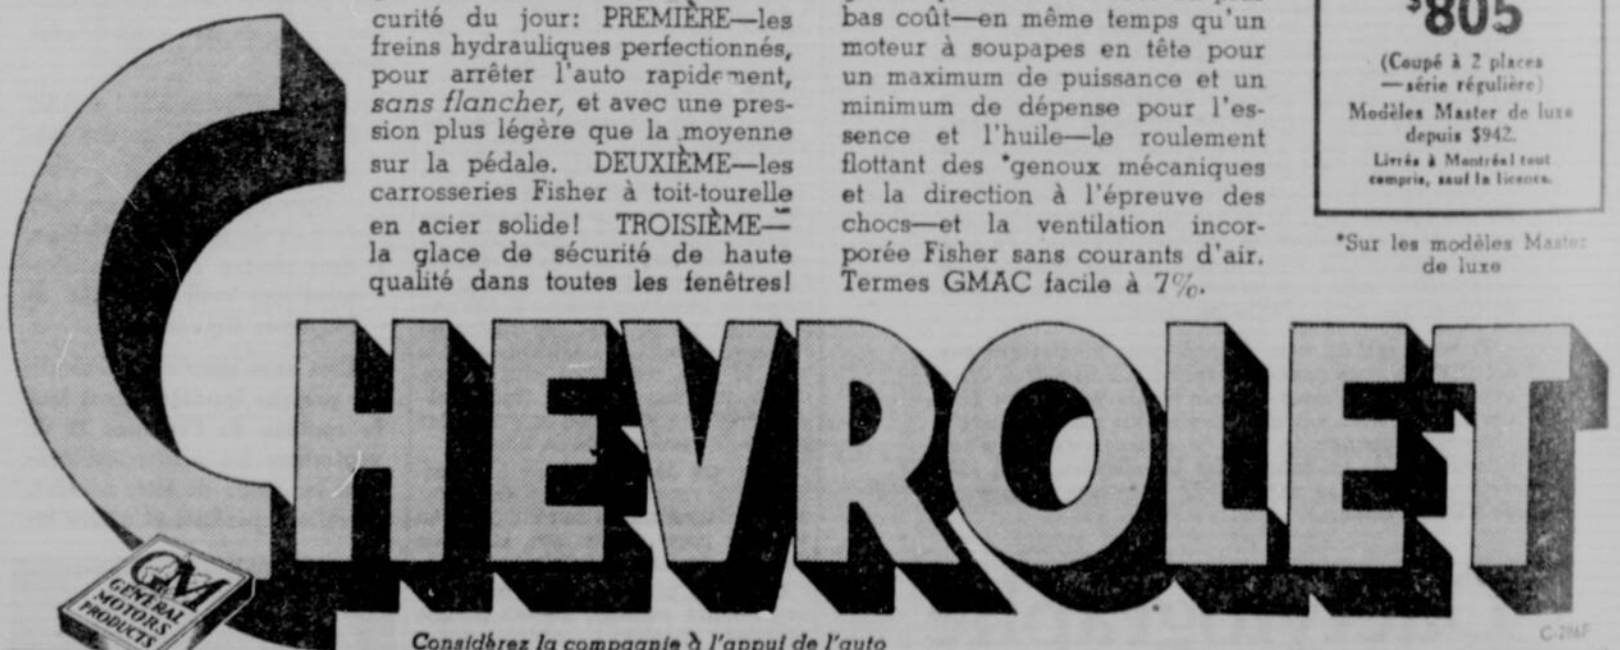 curité du jour: PREMIÈRE—les
freins hydrauliques perfectionnés,
pour arrêter l'auto rapidement,
sans flancher, et avec une pres-
sion plus légère que la moyenne
sur la pédale. DEUXIÈME—les
carrosseries Fisher à toit-tourelle
en acier solide! TROISIÈME—
la glace de sécurité de haute
qualité dans toutes les fenêtres!
bas coût—en même temps qu'un
moteur à soupapes en tête pour
un maximum de puissance et un
minimum de dépense pour l'es-
sence et l'huile—le roulement
flottant des *genoux mécaniques
et la direction à l'épreuve des
chocs—et la ventilation incor-
porée Fisher sans courants d'air.
Termes GMAC facile à 7%.
$805
(Coupé à 2 places
—série régulière)
Modèles Master de luxe
depuis $942.
Livrés à Montréal tout
compris, sauf la licence.
*Sur les modèles Master
de luxe
CHEVROLET
GM
GENERAL
MOTORS
PRODUCTS
Considèrez la compagnie à l'appui de l'auto
C-286F